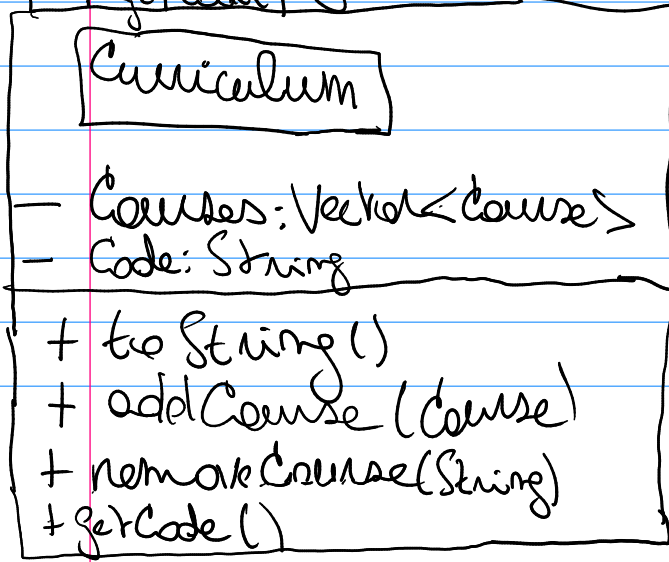 Curriculum
- Courses: Vector<Course>
- Code: String
+ toString()
+ addCourse (Course)
+ removeCourse(String)
+ getCode()